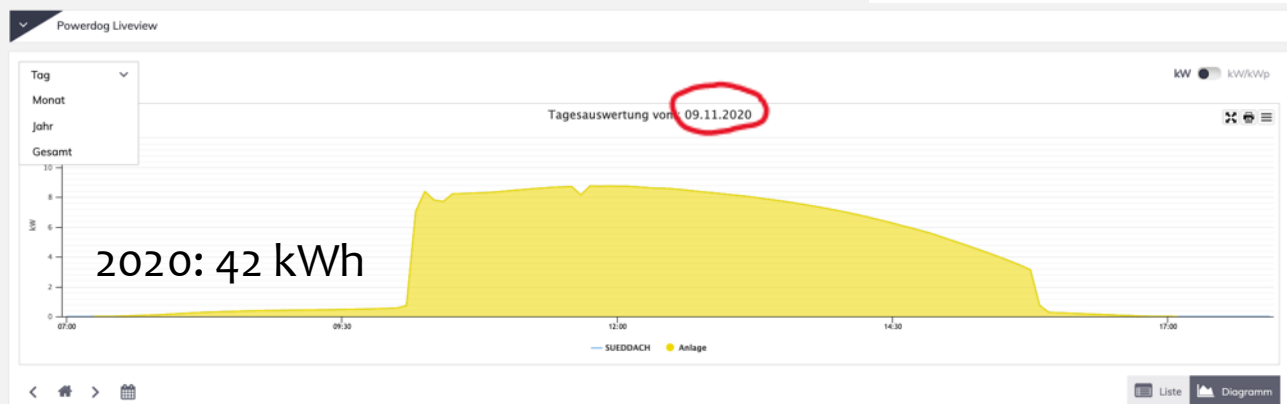 Powerdog Liveview
Tag
Monat
Jahr
Gesamt
kW kW/kWp
Tagesauswertung vom: 09.11.2020
10
8
6
4
2
0
kW
2020: 42 kWh
07:00 09:30 12:00 14:30 17:00
SUEDDACH Anlage
Liste Diagramm